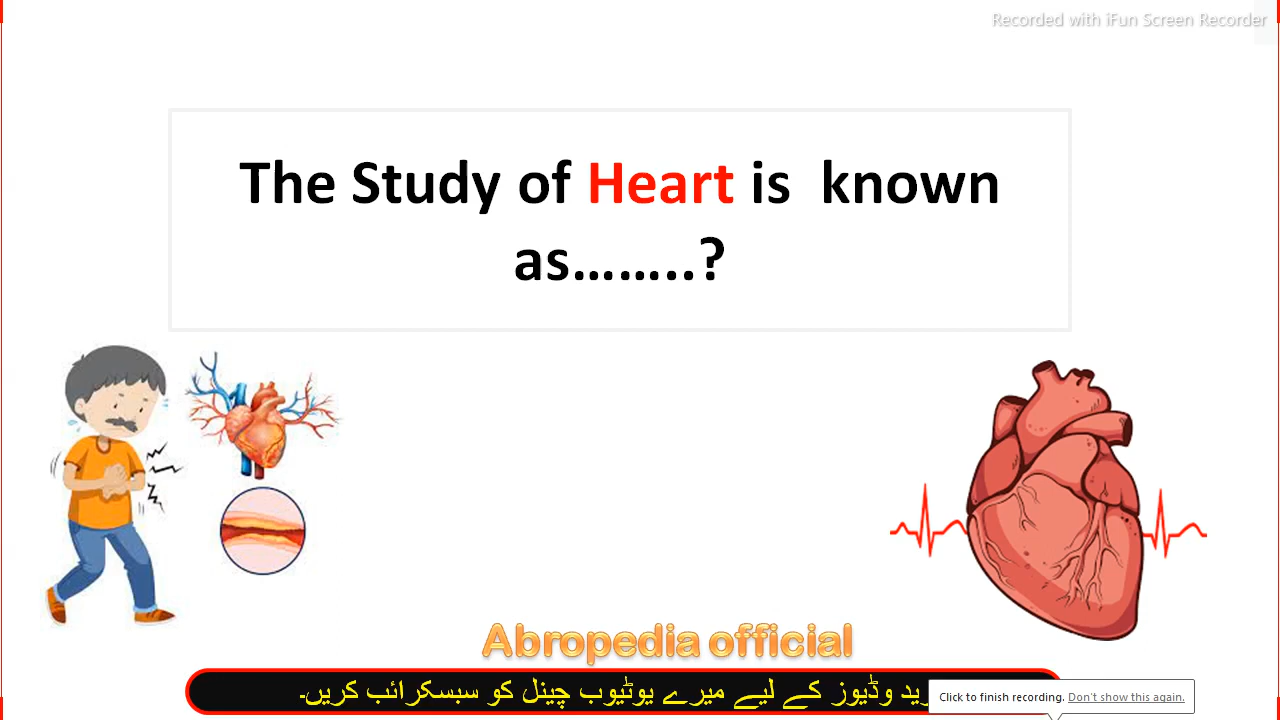 Recorded with iFun Screen Recorder
The Study of Heart is  known
as……..?
Abropedia official
وڈیوز کے لیے میرے یوٹیوب چینل کو سبسکرائب کریں۔
Click to finish recording. Don't show this again.